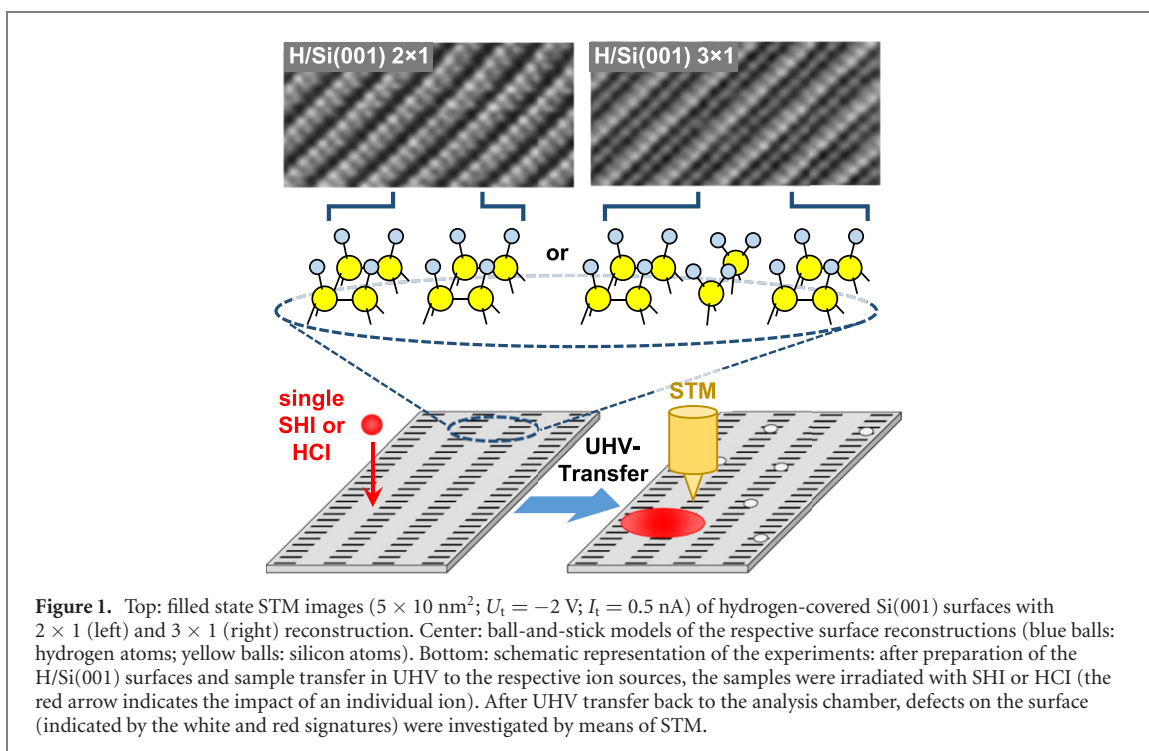 H/Si(001) 2×1
H/Si(001) 3×1
or
single
SHI or
HCI
STM
UHV-
Transfer
Figure 1. Top: filled state STM images (5 × 10 nm²; Uₜ = −2 V; Iₜ = 0.5 nA) of hydrogen-covered Si(001) surfaces with
2 × 1 (left) and 3 × 1 (right) reconstruction. Center: ball-and-stick models of the respective surface reconstructions (blue balls:
hydrogen atoms; yellow balls: silicon atoms). Bottom: schematic representation of the experiments: after preparation of the
H/Si(001) surfaces and sample transfer in UHV to the respective ion sources, the samples were irradiated with SHI or HCI (the
red arrow indicates the impact of an individual ion). After UHV transfer back to the analysis chamber, defects on the surface
(indicated by the white and red signatures) were investigated by means of STM.